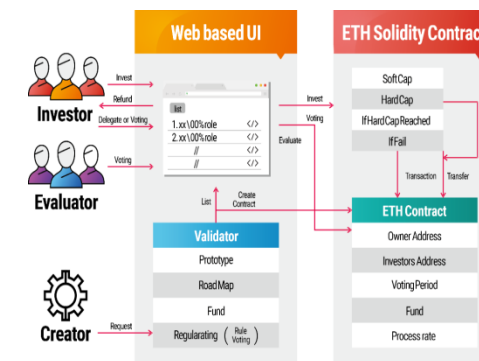 Web based UI
ETH Solidity Contrac
Investor
Invest
Refund
Delegate or Voting
list
1.xx\00%role </>
2.xx\00%role </>
// </>
// </>
Invest
Voting
Evaluate
SoftCap
HardCap
IfHardCapReached
IfFail
Transaction
Transfer
Evaluator
Voting
List
Create
Contract
Validator
Prototype
RoadMap
Fund
Regularating ( Rule Voting )
Creator
Request
ETH Contract
Owner Address
Investors Address
Voting Period
Fund
Process rate